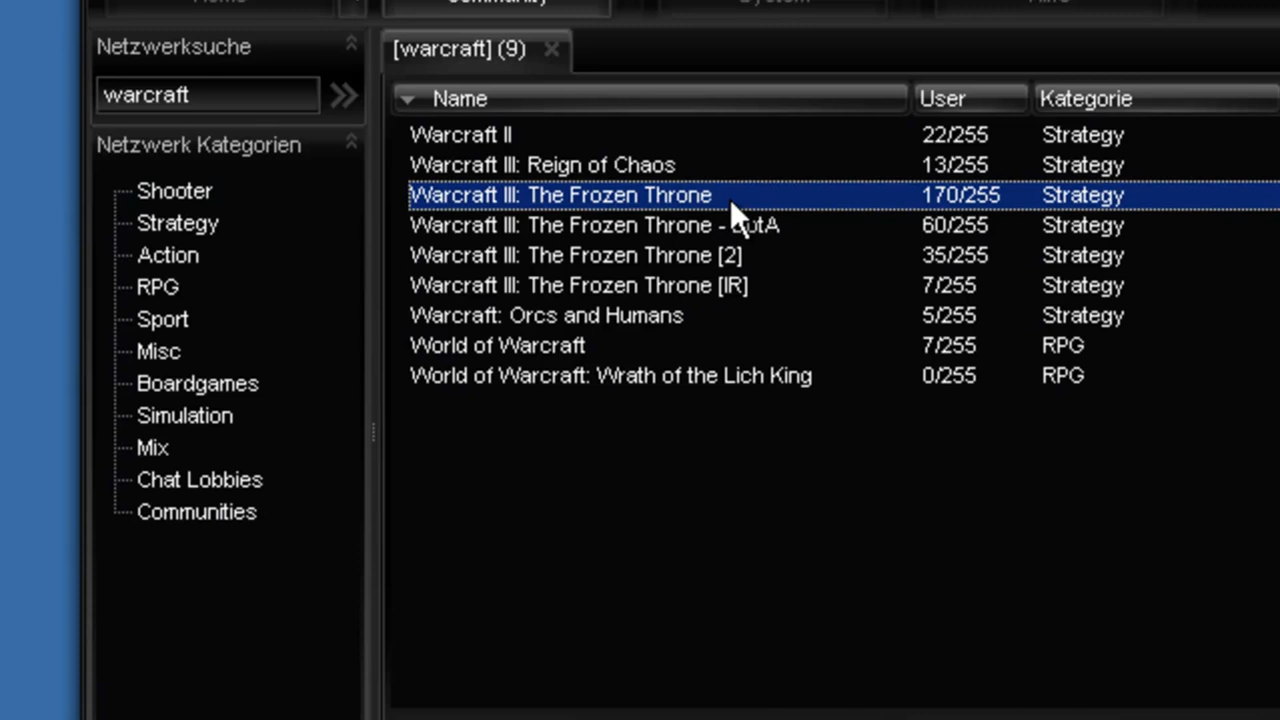 Community
Netzwerksuche
warcraft
Netzwerk Kategorien
Shooter
Strategy
Action
RPG
Sport
Misc
Boardgames
Simulation
Mix
Chat Lobbies
Communities
[warcraft] (9)
Name User Kategorie
Warcraft II 22/255 Strategy
Warcraft III: Reign of Chaos 13/255 Strategy
Warcraft III: The Frozen Throne 170/255 Strategy
Warcraft III: The Frozen Throne - DotA 60/255 Strategy
Warcraft III: The Frozen Throne [2] 35/255 Strategy
Warcraft III: The Frozen Throne [IR] 7/255 Strategy
Warcraft: Orcs and Humans 5/255 Strategy
World of Warcraft 7/255 RPG
World of Warcraft: Wrath of the Lich King 0/255 RPG